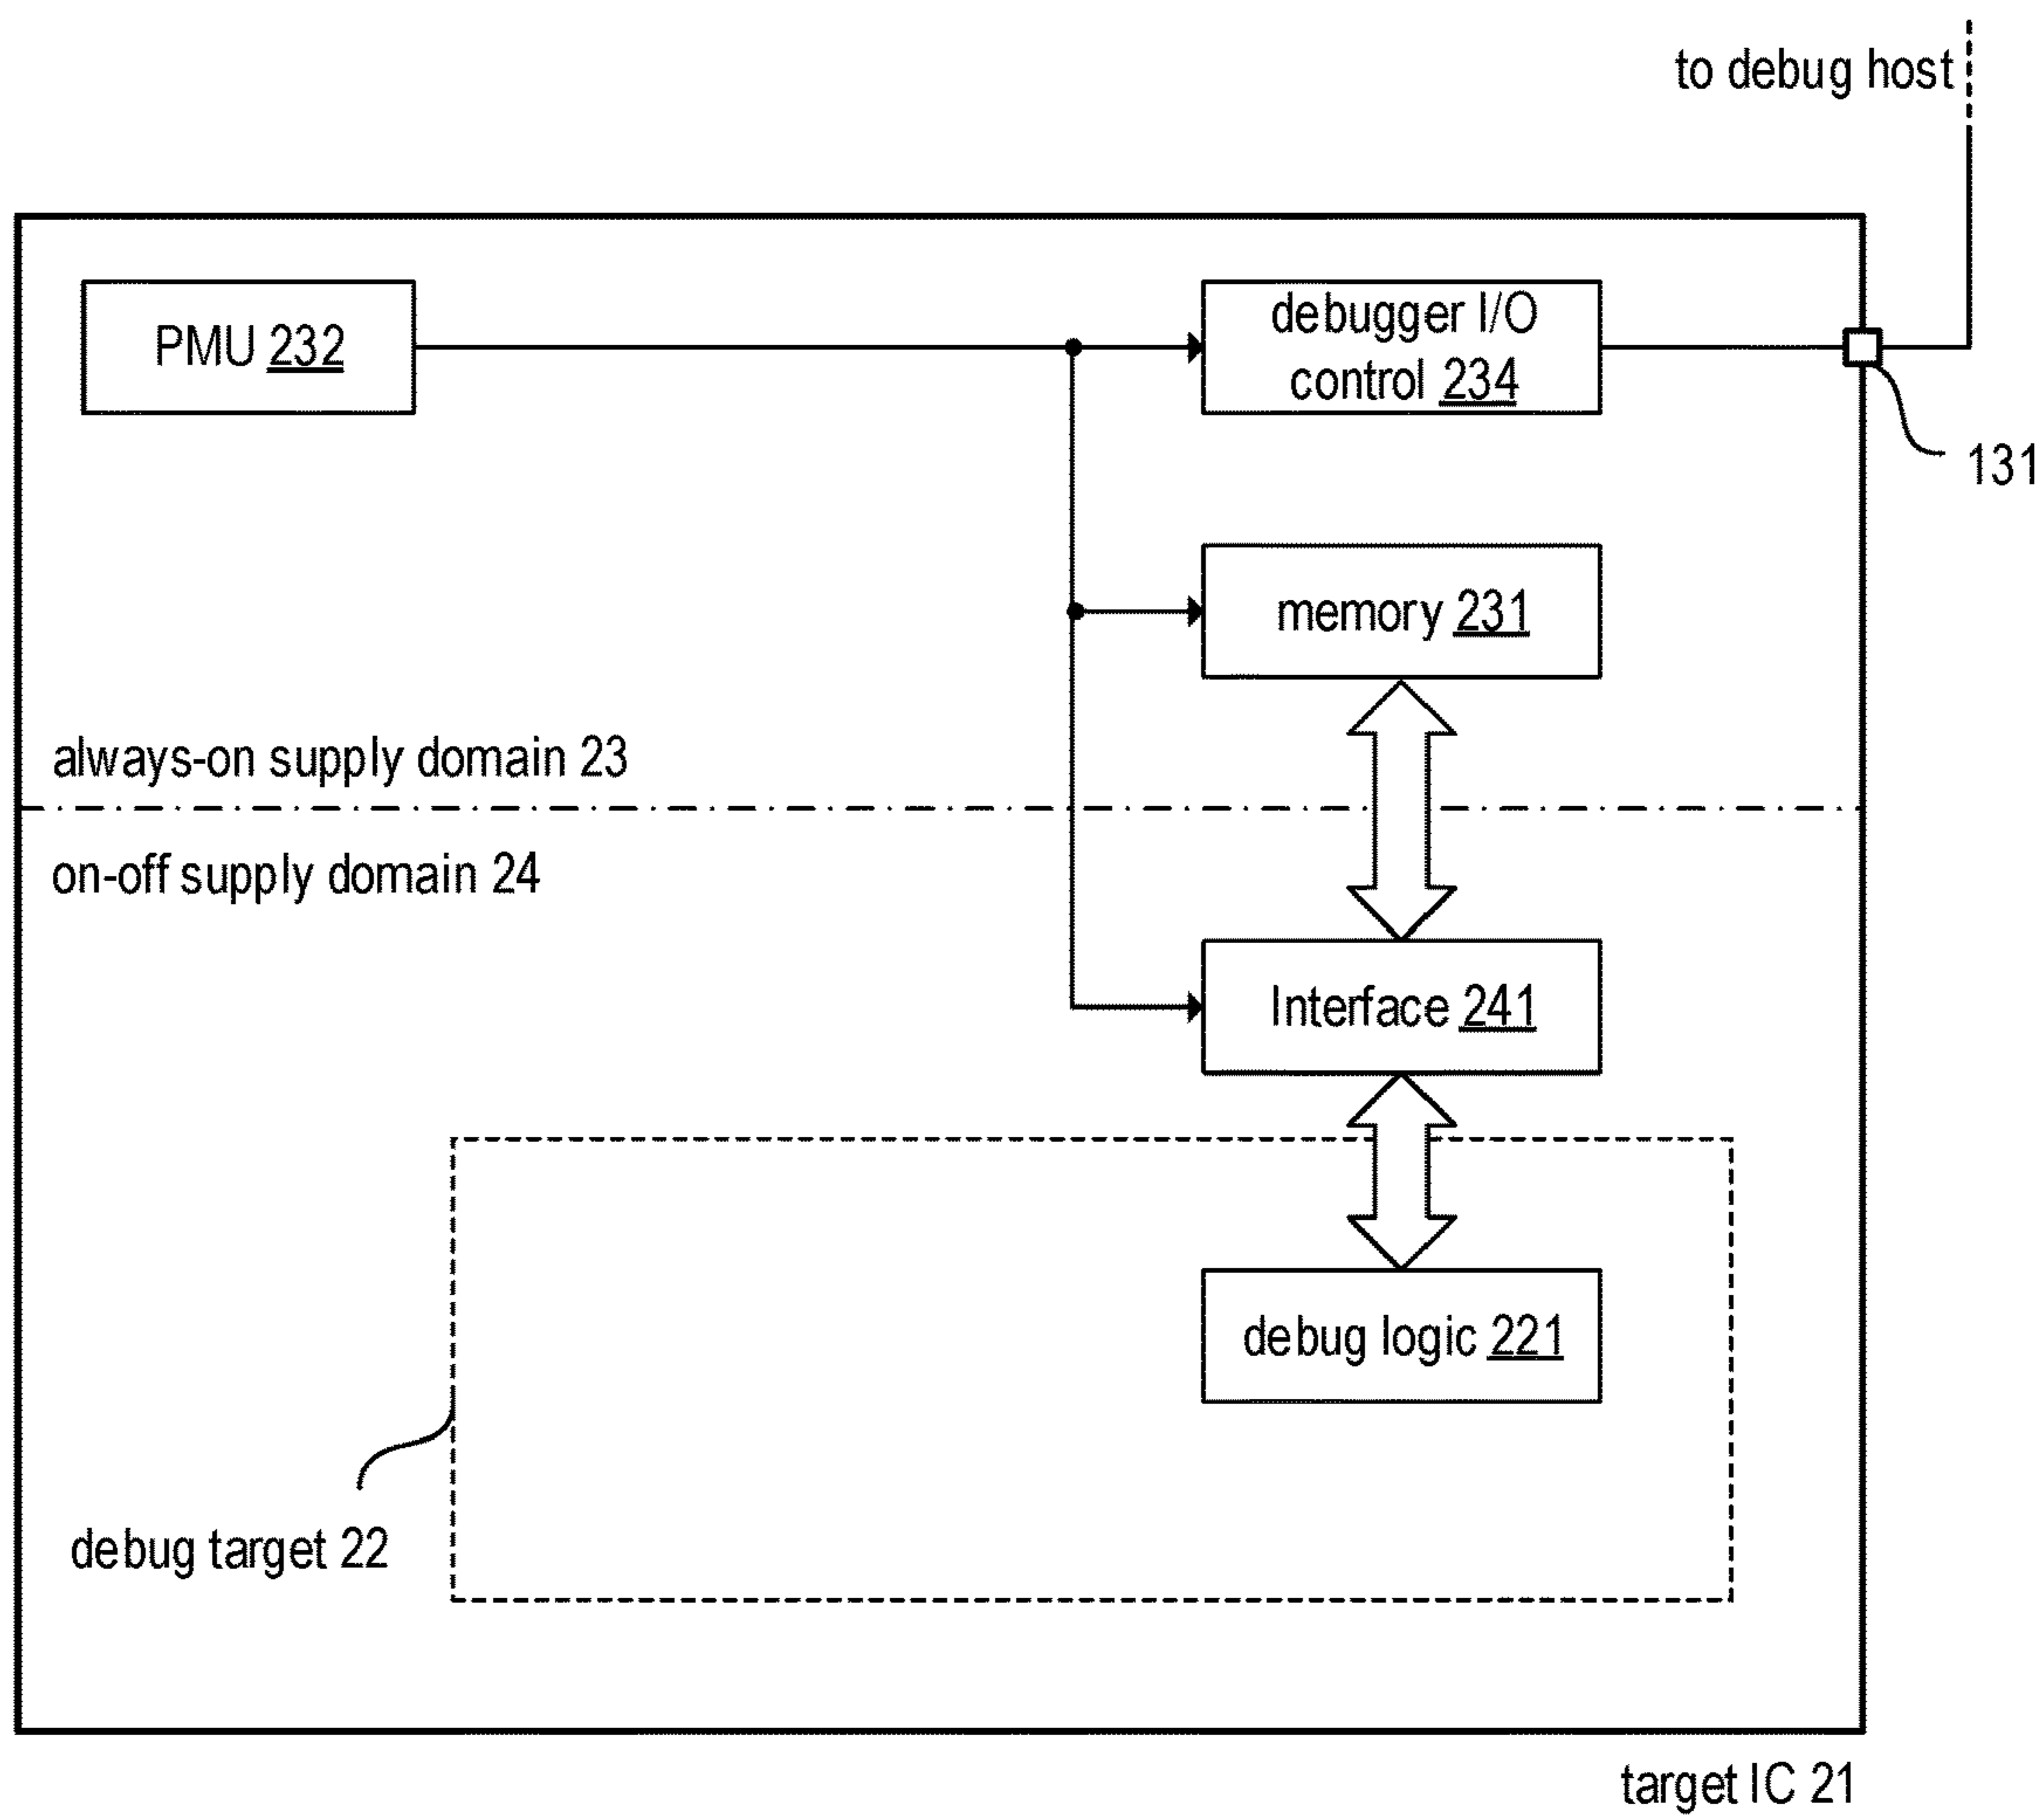 to debug host
PMU 232
debugger I/O
control 234
131
memory 231
always-on supply domain 23
on-off supply domain 24
Interface 241
debug logic 221
debug target 22
target IC 21